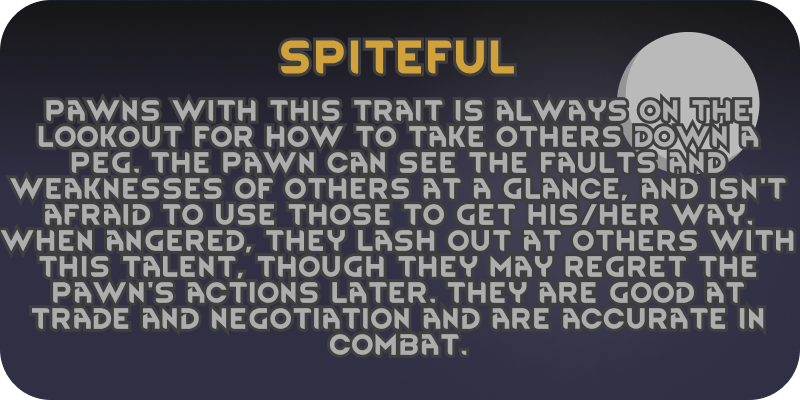 SPITEFUL
PAWNS WITH THIS TRAIT IS ALWAYS ON THE
LOOKOUT FOR HOW TO TAKE OTHERS DOWN A
PEG. THE PAWN CAN SEE THE FAULTS AND
WEAKNESSES OF OTHERS AT A GLANCE, AND ISN'T
AFRAID TO USE THOSE TO GET HIS/HER WAY.
WHEN ANGERED, THEY LASH OUT AT OTHERS WITH
THIS TALENT, THOUGH THEY MAY REGRET THE
PAWN'S ACTIONS LATER. THEY ARE GOOD AT
TRADE AND NEGOTIATION AND ARE ACCURATE IN
COMBAT.